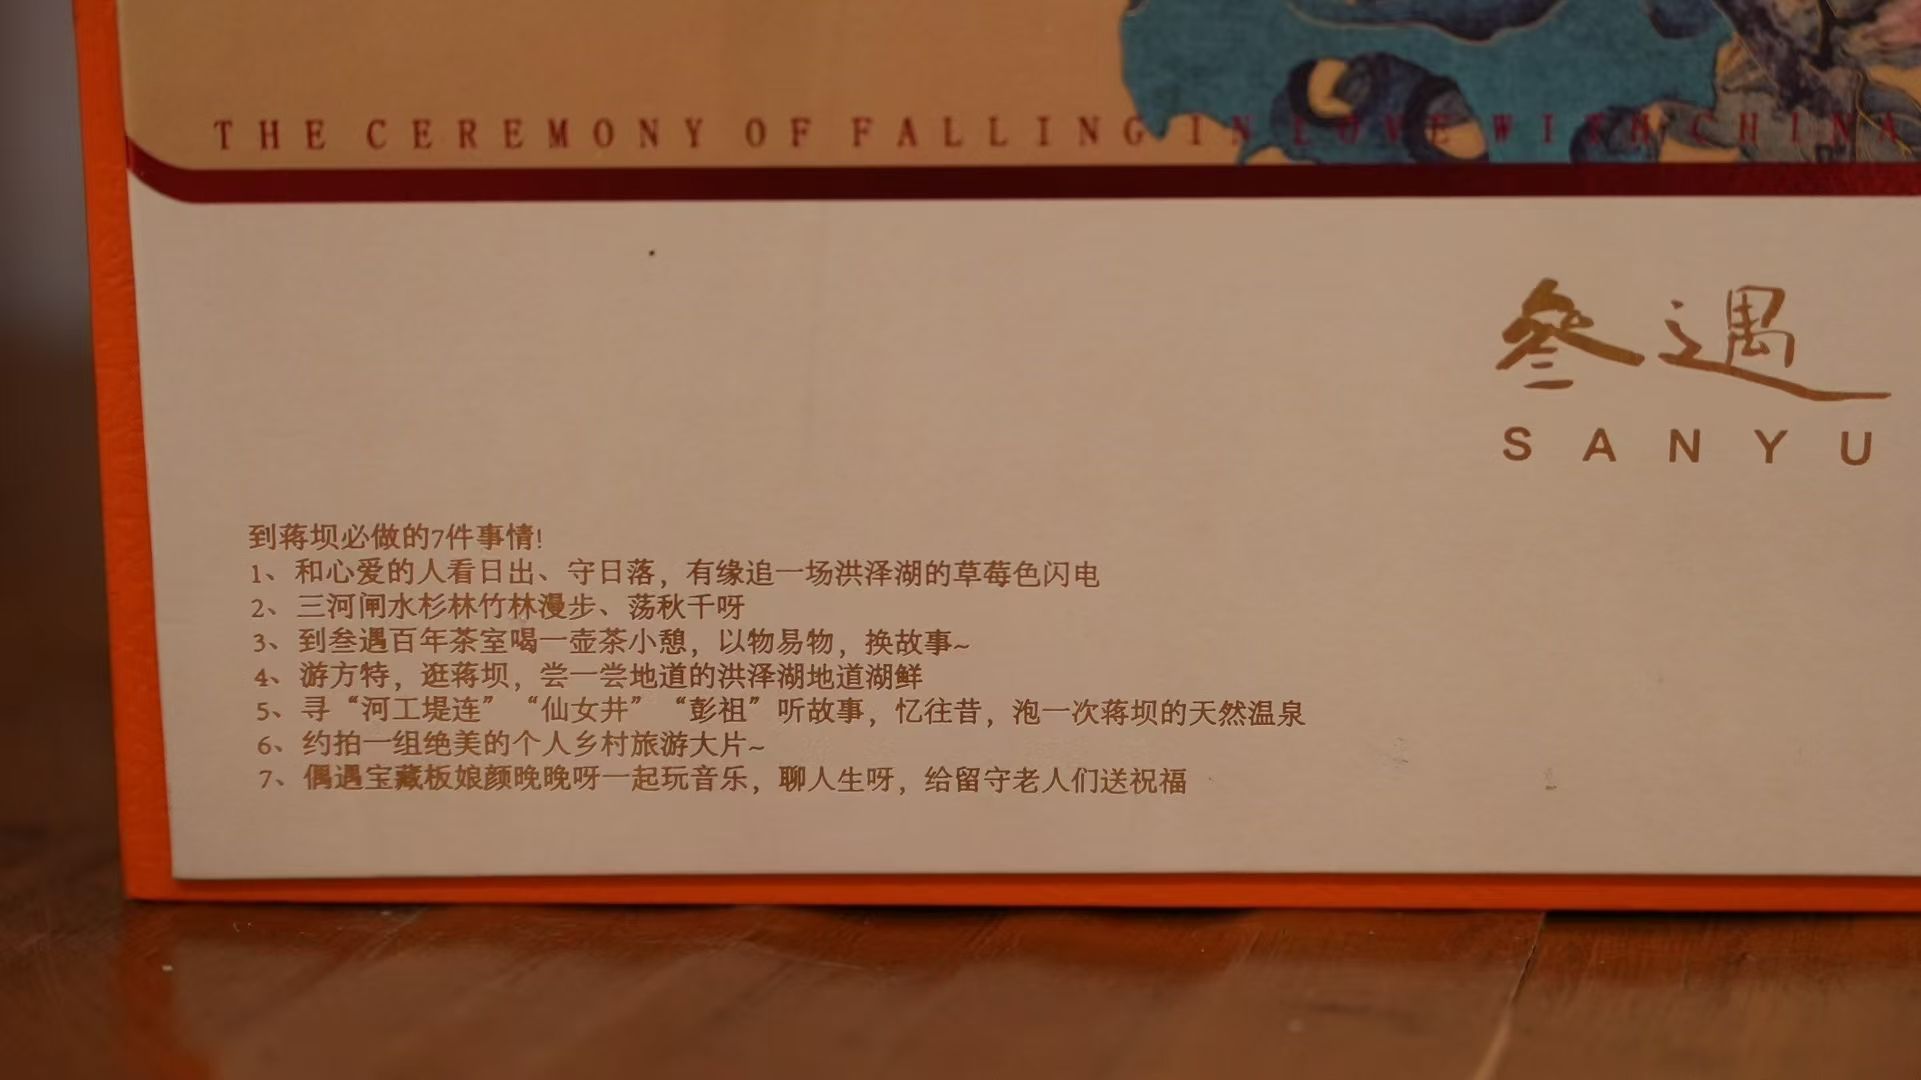 THE CEREMONY OF FALLING IN LOVE WITH CHINA
叁遇
SANYU
到蒋坝必做的7件事情!
1、和心爱的人看日出、守日落，有缘追一场洪泽湖的草莓色闪电
2、三河闸水杉林竹林漫步、荡秋千呀
3、到叁遇百年茶室喝一壶茶小憩，以物易物，换故事~
4、游方特，逛蒋坝，尝一尝地道的洪泽湖地道湖鲜
5、寻“河工堤连”“仙女井”“彭祖”听故事，忆往昔，泡一次蒋坝的天然温泉
6、约拍一组绝美的个人乡村旅游大片~
7、偶遇宝藏板娘颜晚晚呀一起玩音乐，聊人生呀，给留守老人们送祝福